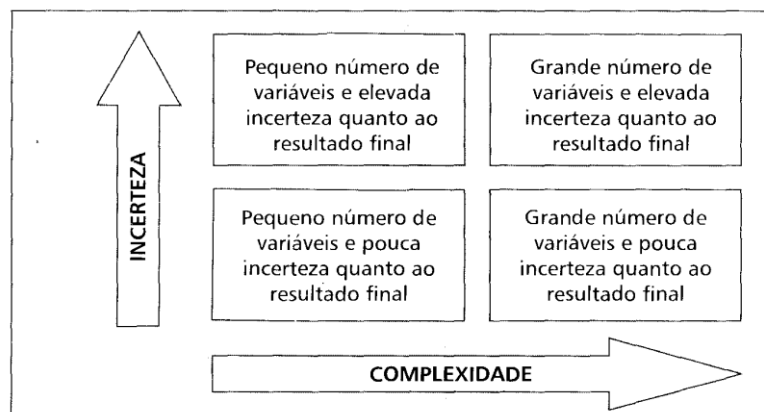 Pequeno número de
variáveis e elevada
incerteza quanto ao
resultado final
Grande número de
variáveis e elevada
incerteza quanto ao
resultado final
INCERTEZA
Pequeno número de
variáveis e pouca
incerteza quanto ao
resultado final
Grande número de
variáveis e pouca
incerteza quanto ao
resultado final
COMPLEXIDADE